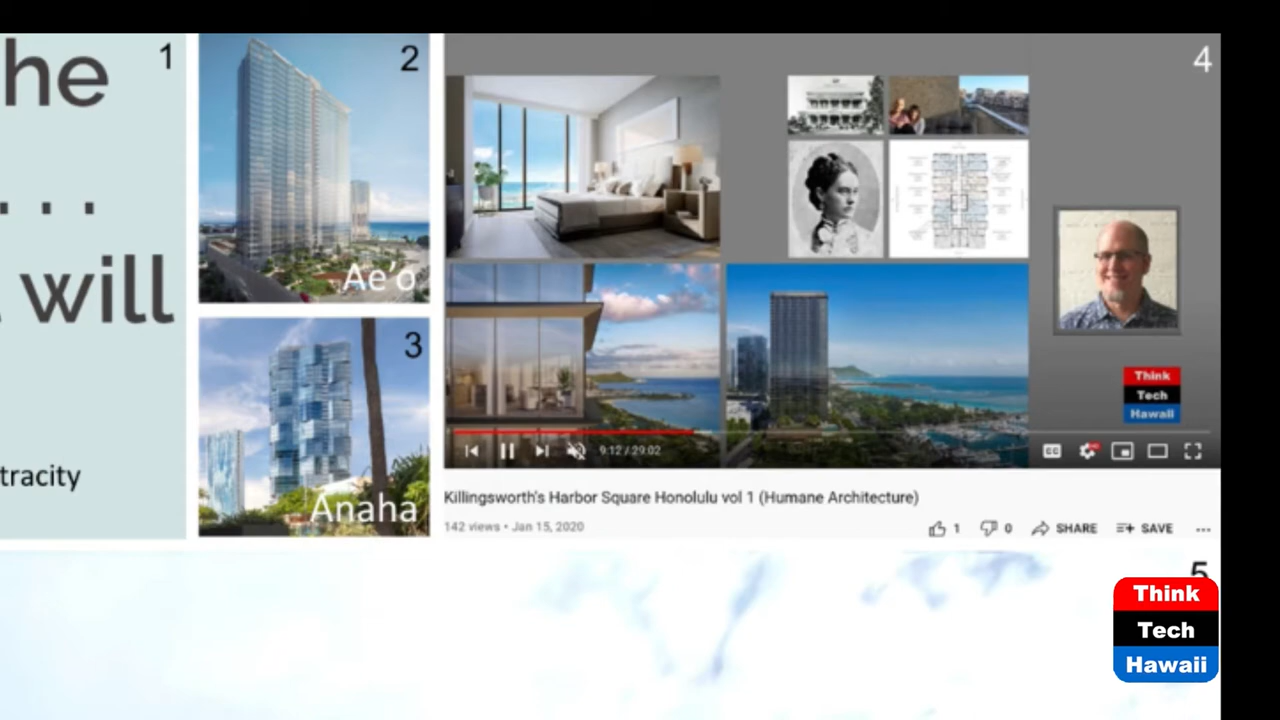 he
1
...
will
tracity
2
Ae'o
3
Anaha
4
Think
Tech
Hawaii
9:12 / 29:02
CC
Killingsworth's Harbor Square Honolulu vol 1 (Humane Architecture)
142 views • Jan 15, 2020
1
0
SHARE
SAVE
...
5
Think
Tech
Hawaii